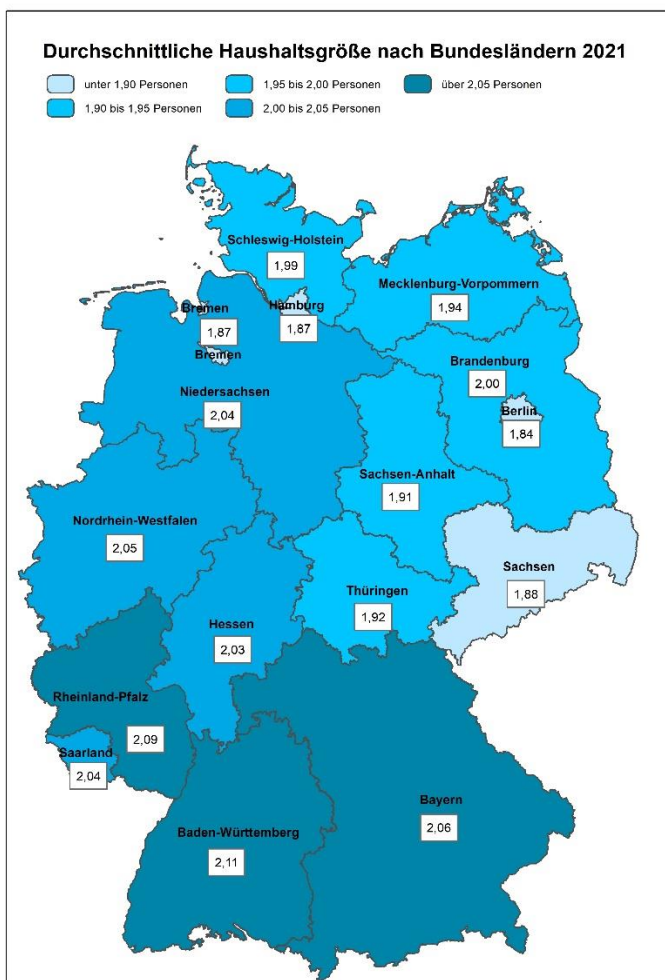 Durchschnittliche Haushaltsgröße nach Bundesländern 2021
unter 1,90 Personen
1,95 bis 2,00 Personen
über 2,05 Personen
1,90 bis 1,95 Personen
2,00 bis 2,05 Personen
Schleswig-Holstein
1,99
Mecklenburg-Vorpommern
1,94
Hamburg
1,87
Bremen
1,87
Bremen
Brandenburg
2,00
Berlin
1,84
Niedersachsen
2,04
Sachsen-Anhalt
1,91
Nordrhein-Westfalen
2,05
Sachsen
1,88
Thüringen
1,92
Hessen
2,03
Rheinland-Pfalz
2,09
Saarland
2,04
Bayern
2,06
Baden-Württemberg
2,11